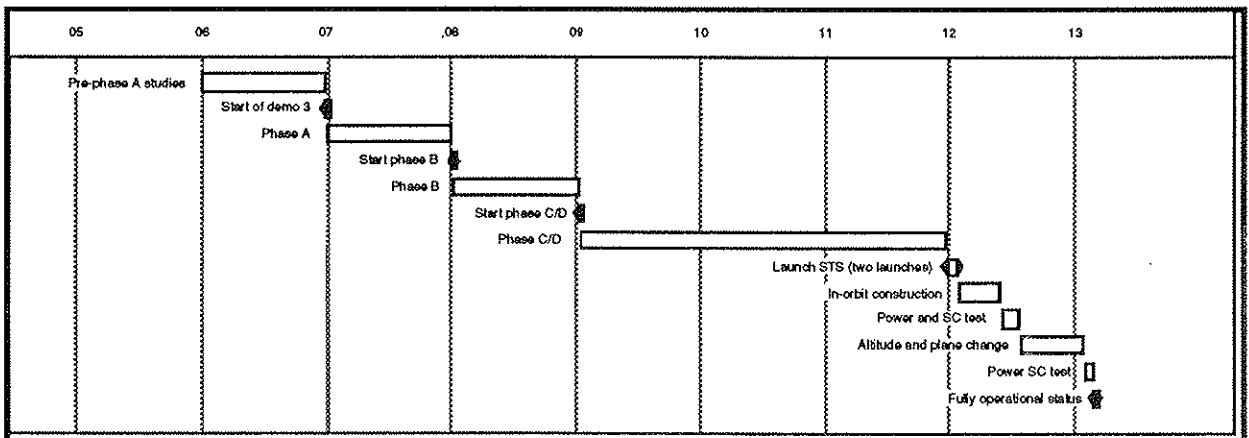 05 06 07 08 09 10 11 12 13
Pre-phase A studies
Start of demo 3
Phase A
Start phase B
Phase B
Start phase C/D
Phase C/D
Launch STS (two launches)
In-orbit construction
Power and SC test
Altitude and plane change
Power SC test
Fully operational status